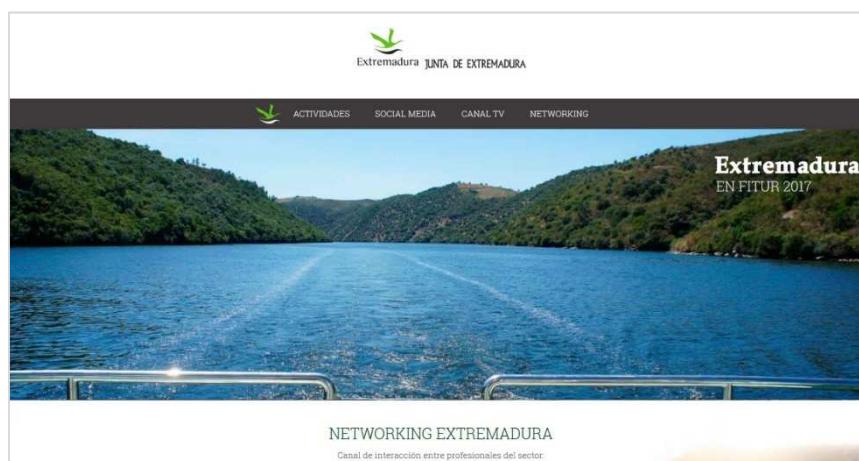 Extremadura JUNTA DE EXTREMADURA
ACTIVIDADES SOCIAL MEDIA CANAL TV NETWORKING
Extremadura
EN FITUR 2017
NETWORKING EXTREMADURA
Canal de interacción entre profesionales del sector.